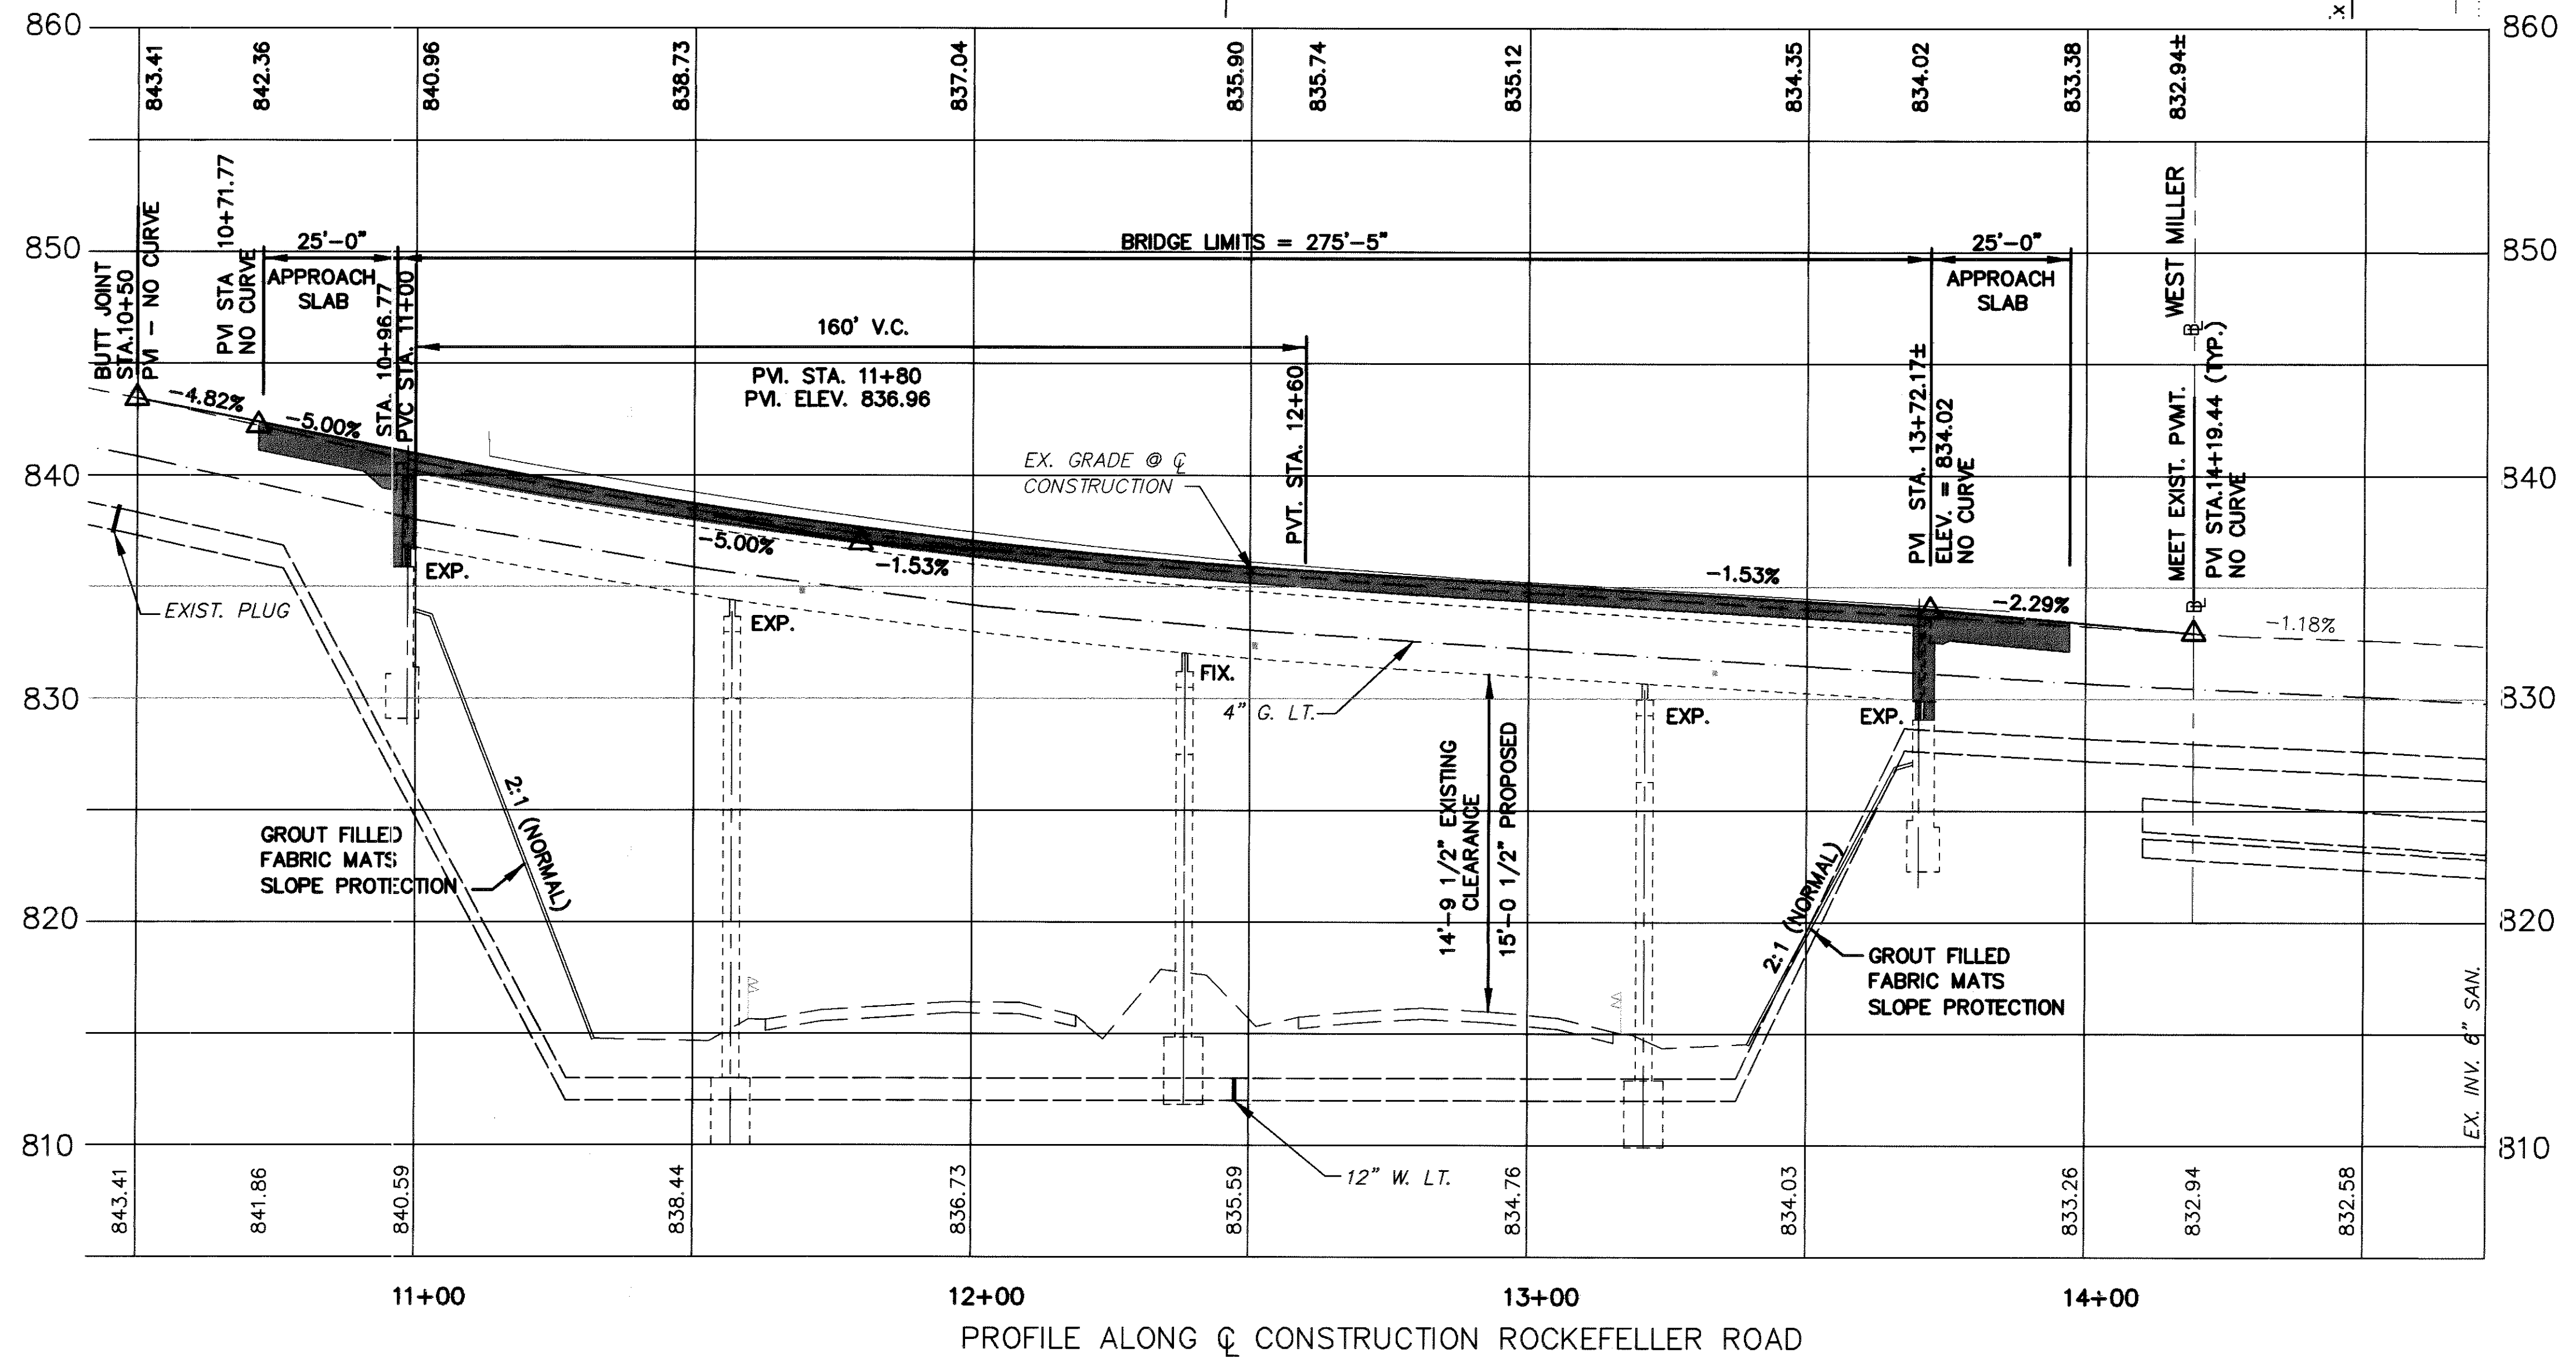 .x
860
843.41
842.36
840.96
838.73
837.04
835.90
835.74
835.12
834.35
834.02
833.38
832.94±
860
850
BUTT JOINT
STA.10+50
PVI – NO CURVE
PVI STA 10+71.77
NO CURVE
25'-0"
APPROACH
SLAB
STA. 10+96.77
PVC STA. 11+00
BRIDGE LIMITS = 275'-5"
160' V.C.
PVI. STA. 11+80
PVI. ELEV. 836.96
PVT. STA. 12+60
25'-0"
APPROACH
SLAB
PVI STA. 13+72.17±
ELEV. = 834.02
NO CURVE
WEST MILLER
MEET EXIST. PVMT.
PVI STA.14+19.44 (TYP.)
NO CURVE
850
-4.82%
-5.00%
840
EX. GRADE @ ℄
CONSTRUCTION
840
-5.00%
-1.53%
-1.53%
-2.29%
-1.18%
EXP.
EXIST. PLUG
EXP.
FIX.
4" G. LT.
EXP.
EXP.
830
830
2:1 (NORMAL)
14'-9 1/2" EXISTING
CLEARANCE
15'-0 1/2" PROPOSED
GROUT FILLED
FABRIC MATS
SLOPE PROTECTION
2:1 (NORMAL)
820
820
GROUT FILLED
FABRIC MATS
SLOPE PROTECTION
EX. INV. 6" SAN.
810
810
12" W. LT.
843.41
841.86
840.59
838.44
836.73
835.59
834.76
834.03
833.26
832.94
832.58
11+00
12+00
13+00
14+00
PROFILE ALONG ℄ CONSTRUCTION ROCKEFELLER ROAD